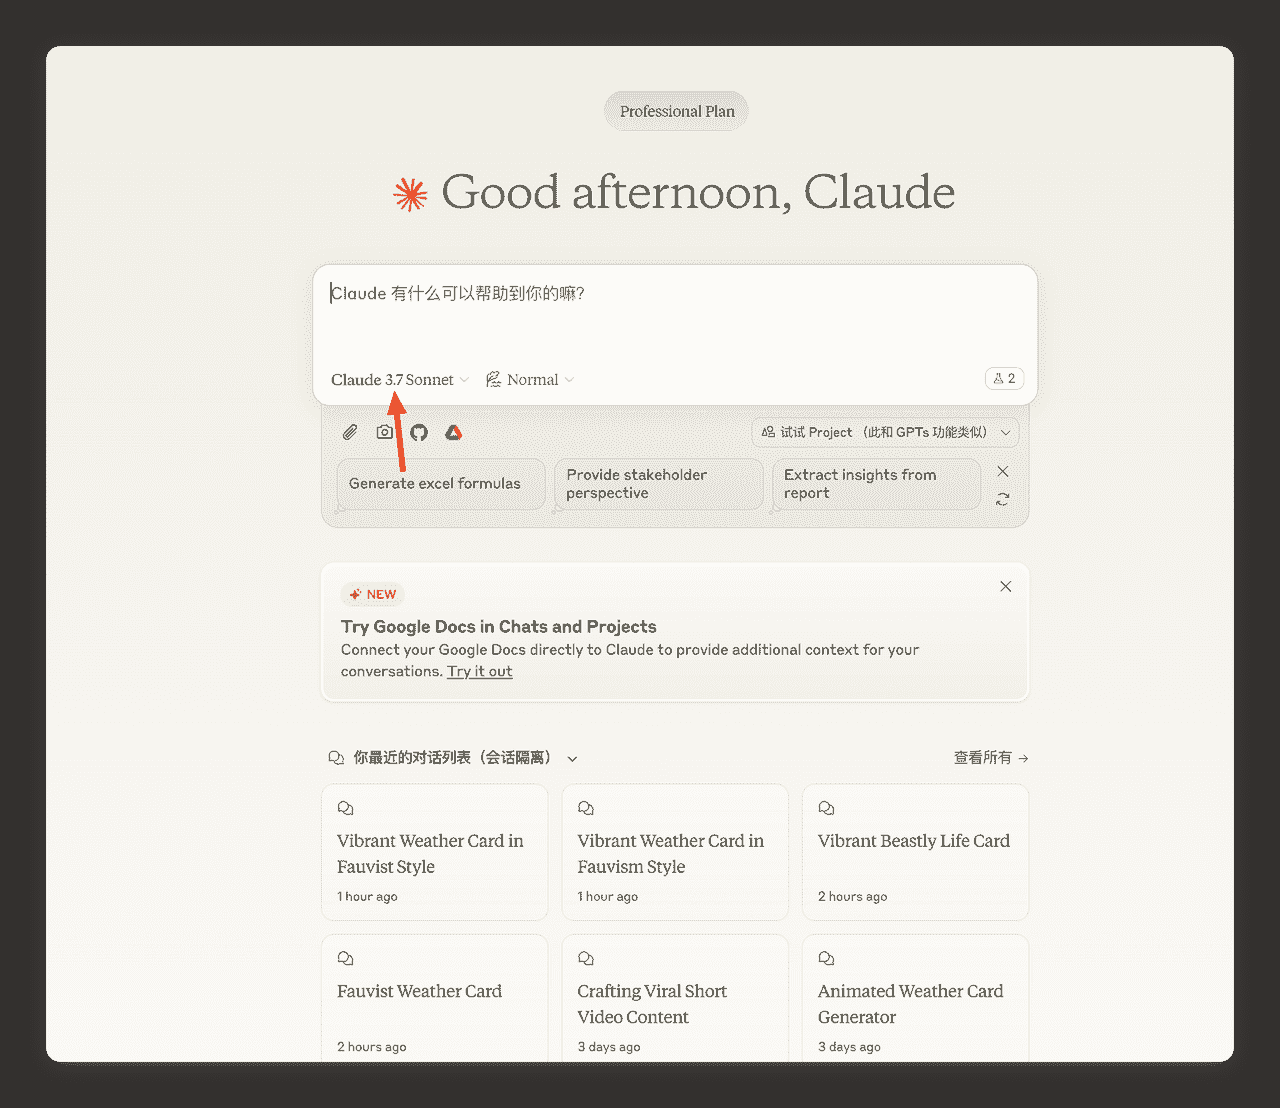 Professional Plan
Good afternoon, Claude
Claude 有什么可以帮助到你的嘛?
Claude 3.7 Sonnet
Normal
2
试试 Project （此和 GPTs 功能类似）
Generate excel formulas
Provide stakeholder
perspective
Extract insights from
report
NEW
Try Google Docs in Chats and Projects
Connect your Google Docs directly to Claude to provide additional context for your
conversations. Try it out
你最近的对话列表（会话隔离）
查看所有 →
Vibrant Weather Card in
Fauvist Style
1 hour ago
Vibrant Weather Card in
Fauvism Style
1 hour ago
Vibrant Beastly Life Card
2 hours ago
Fauvist Weather Card
2 hours ago
Crafting Viral Short
Video Content
3 days ago
Animated Weather Card
Generator
3 days ago